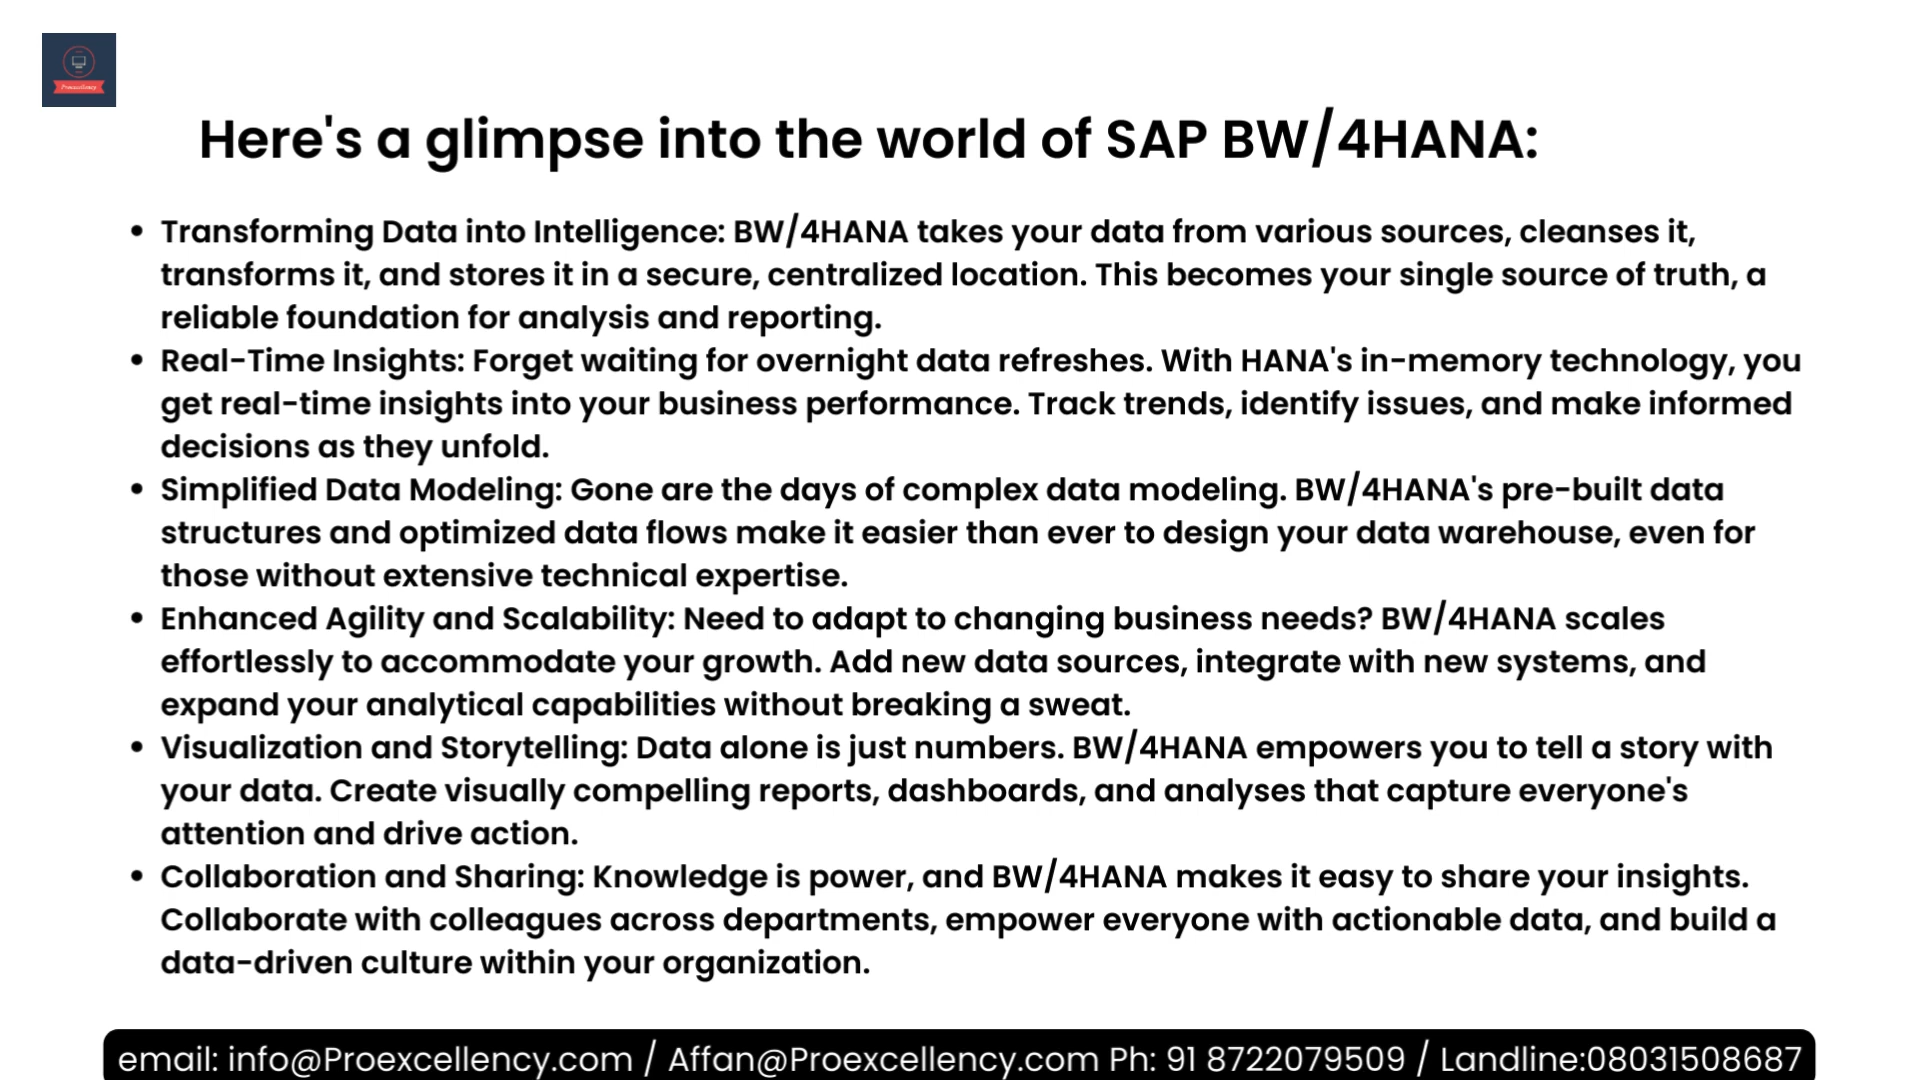 Proexcellency
Here's a glimpse into the world of SAP BW/4HANA:
• Transforming Data into Intelligence: BW/4HANA takes your data from various sources, cleanses it,
transforms it, and stores it in a secure, centralized location. This becomes your single source of truth, a
reliable foundation for analysis and reporting.
• Real-Time Insights: Forget waiting for overnight data refreshes. With HANA's in-memory technology, you
get real-time insights into your business performance. Track trends, identify issues, and make informed
decisions as they unfold.
• Simplified Data Modeling: Gone are the days of complex data modeling. BW/4HANA's pre-built data
structures and optimized data flows make it easier than ever to design your data warehouse, even for
those without extensive technical expertise.
• Enhanced Agility and Scalability: Need to adapt to changing business needs? BW/4HANA scales
effortlessly to accommodate your growth. Add new data sources, integrate with new systems, and
expand your analytical capabilities without breaking a sweat.
• Visualization and Storytelling: Data alone is just numbers. BW/4HANA empowers you to tell a story with
your data. Create visually compelling reports, dashboards, and analyses that capture everyone's
attention and drive action.
• Collaboration and Sharing: Knowledge is power, and BW/4HANA makes it easy to share your insights.
Collaborate with colleagues across departments, empower everyone with actionable data, and build a
data-driven culture within your organization.
email: info@Proexcellency.com / Affan@Proexcellency.com Ph: 91 8722079509 / Landline:08031508687